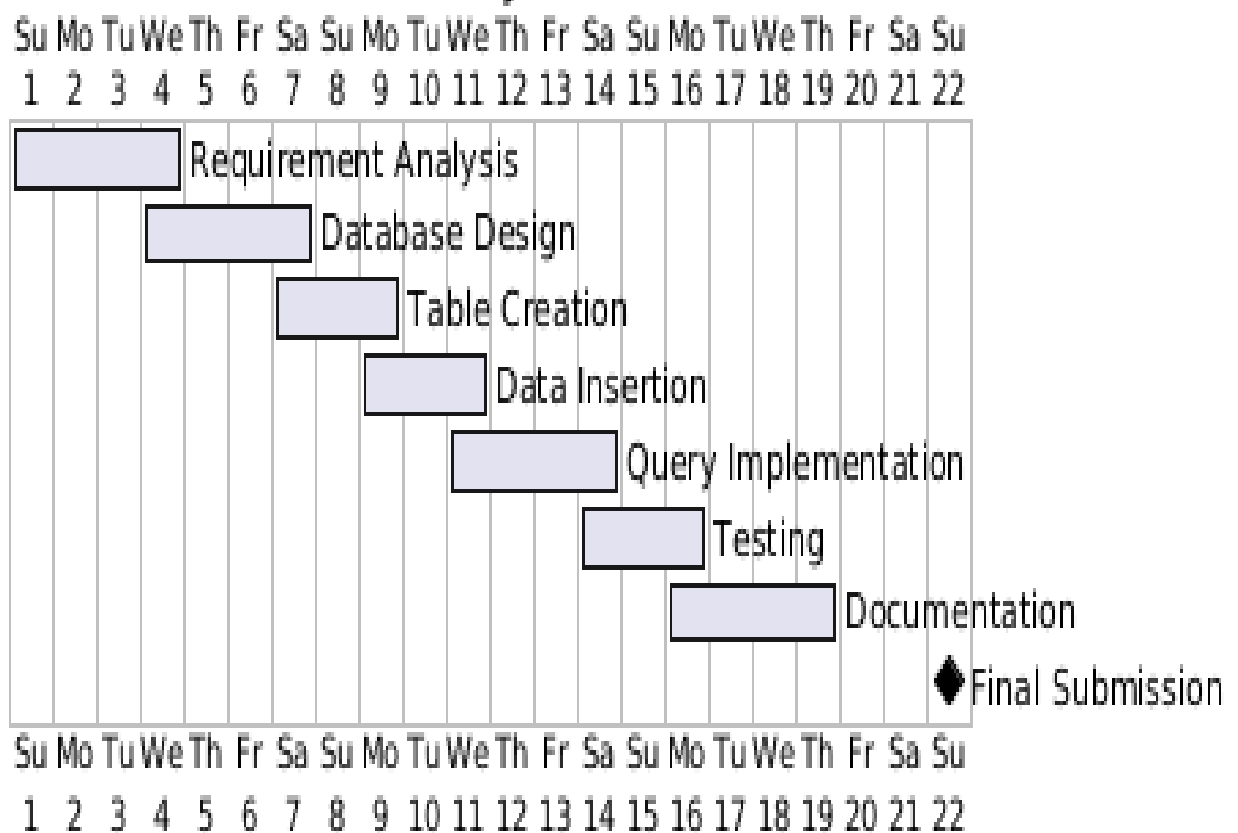 Su Mo Tu We Th Fr Sa Su Mo Tu We Th Fr Sa Su Mo Tu We Th Fr Sa Su
1 2 3 4 5 6 7 8 9 10 11 12 13 14 15 16 17 18 19 20 21 22
Requirement Analysis
Database Design
Table Creation
Data Insertion
Query Implementation
Testing
Documentation
Final Submission
Su Mo Tu We Th Fr Sa Su Mo Tu We Th Fr Sa Su Mo Tu We Th Fr Sa Su
1 2 3 4 5 6 7 8 9 10 11 12 13 14 15 16 17 18 19 20 21 22